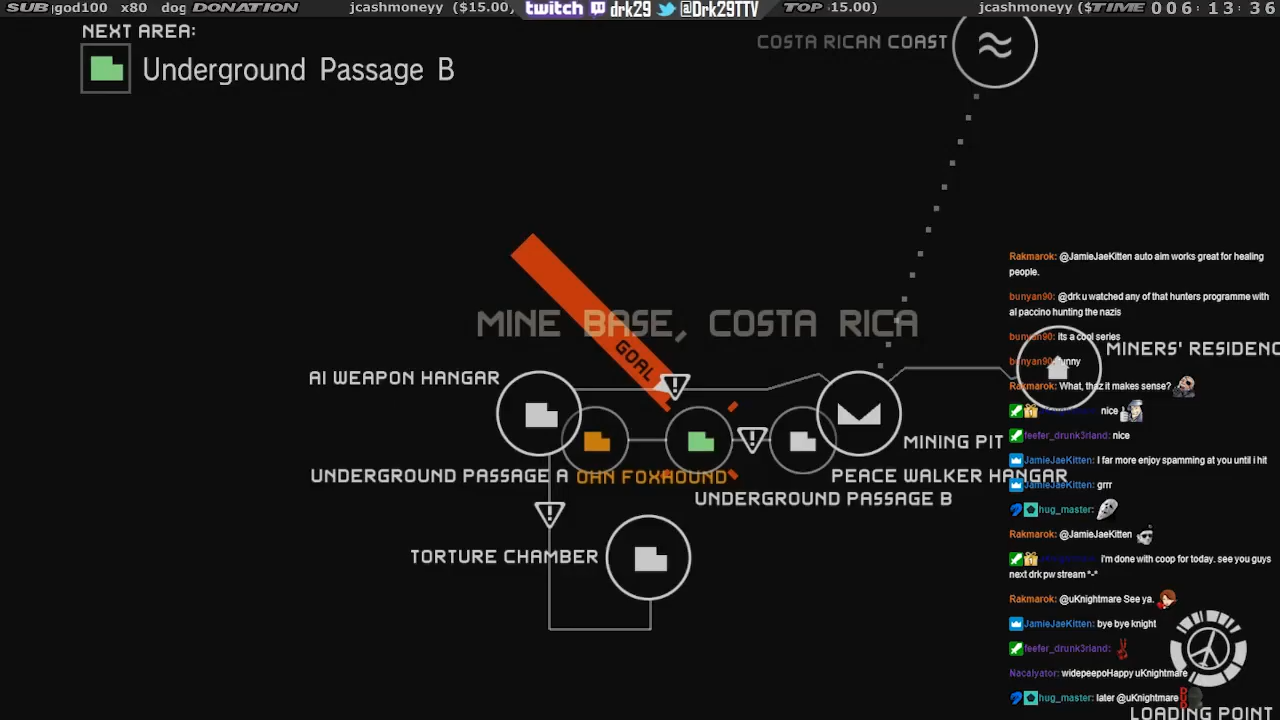 SUB god100 x80 dog DONATION jcashmoneyy ($15.00) twitch drk29 @Drk29TTV TOP 15.00) jcashmoneyy ($ TIME 006:13:36
NEXT AREA:
Underground Passage B
COSTA RICAN COAST
MINE BASE, COSTA RICA
GOAL
AI WEAPON HANGAR
MINERS' RESIDENC
MINING PIT
UNDERGROUND PASSAGE A
OHN FOXHOUND
PEACE WALKER HANGAR
UNDERGROUND PASSAGE B
TORTURE CHAMBER
Rakmarok: @JamieJaeKitten auto aim works great for healing
people.
bunyan90: @drk u watched any of that hunters programme with
al paccino hunting the nazis
bunyan90: its a cool series
bunyan90: funny
Rakmarok: What, thaz it makes sense?
nice
feefer_drunk3rland: nice
JamieJaeKitten: I far more enjoy spamming at you until i hit
JamieJaeKitten: grrr
hug_master:
Rakmarok: @JamieJaeKitten
i'm done with coop for today. see you guys
next drk pw stream *-*
Rakmarok: @uKnightmare See ya.
JamieJaeKitten: bye bye knight
feefer_drunk3rland:
Nacalyator: widepeepoHappy uKnightmare
hug_master: later @uKnightmare
LOADING POINT